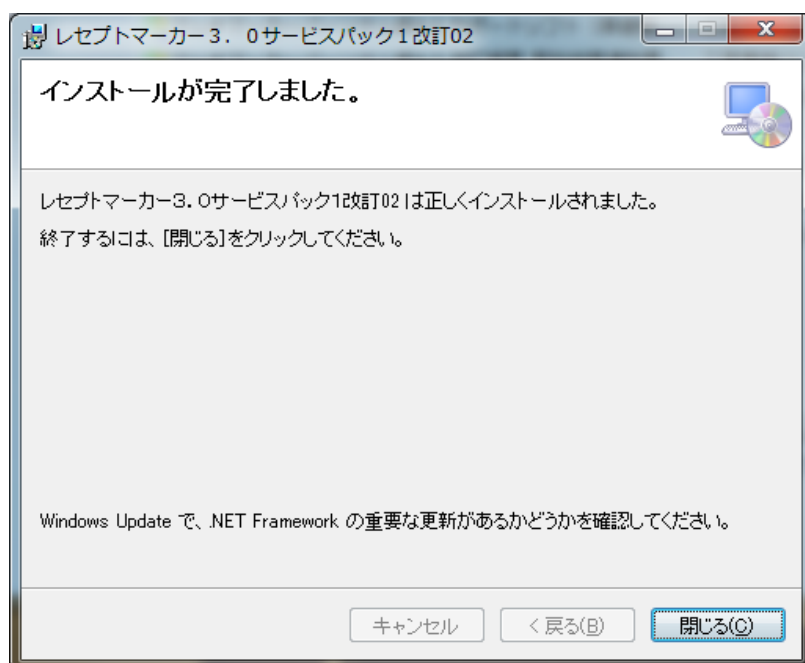 レセプトマーカー３．０サービスパック１改訂02
インストールが完了しました。
レセプトマーカー3.0サービスパック1改訂02は正しくインストールされました。
終了するには、[閉じる]をクリックしてください。
Windows Update で、.NET Framework の重要な更新があるかどうかを確認してください。
キャンセル
< 戻る(B)
閉じる(C)